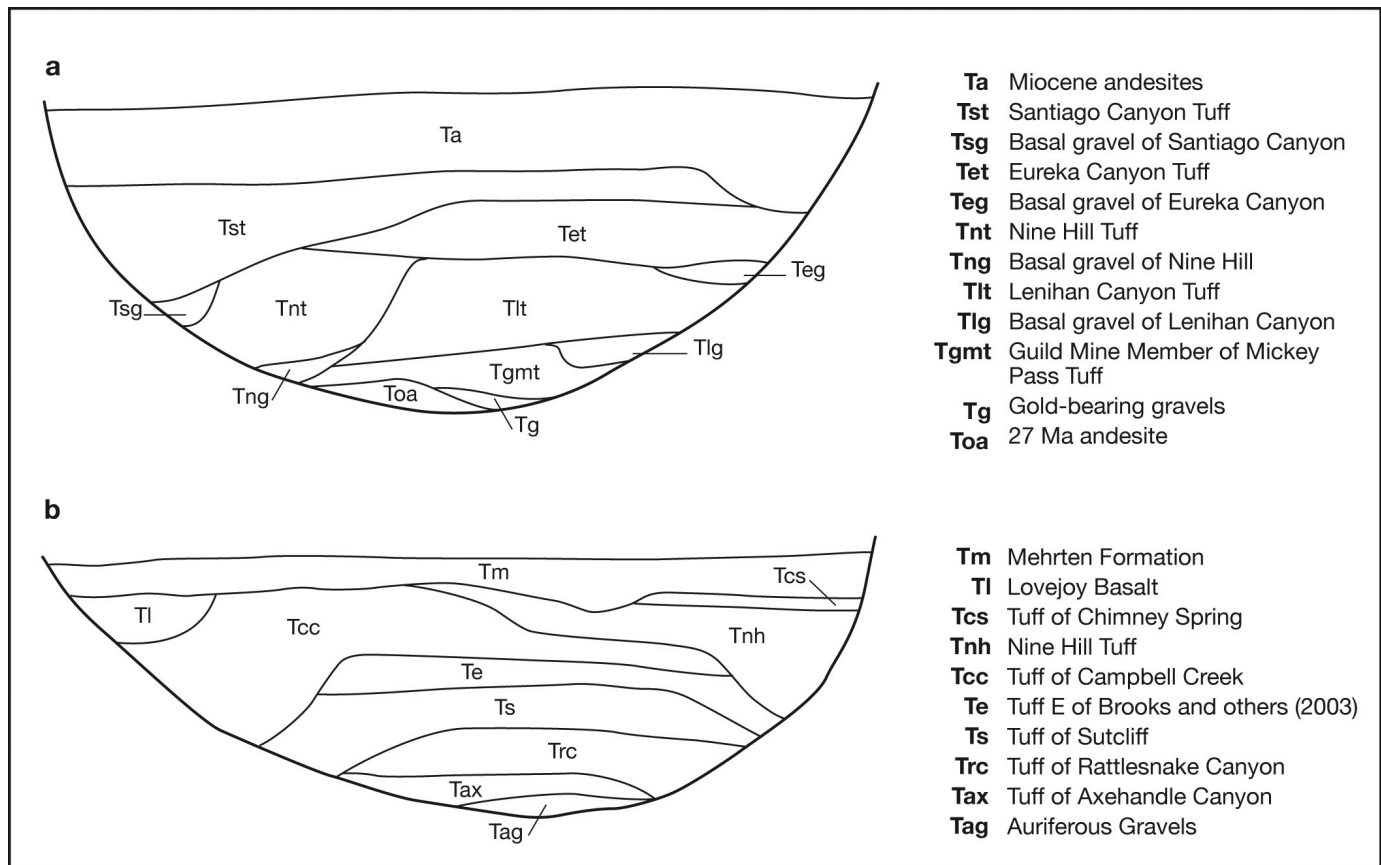 a
Ta
Tst
Tet
Teg
Tsg
Tnt
Tlt
Tlg
Tgmt
Tng
Toa
Tg
Ta Miocene andesites
Tst Santiago Canyon Tuff
Tsg Basal gravel of Santiago Canyon
Tet Eureka Canyon Tuff
Teg Basal gravel of Eureka Canyon
Tnt Nine Hill Tuff
Tng Basal gravel of Nine Hill
Tlt Lenihan Canyon Tuff
Tlg Basal gravel of Lenihan Canyon
Tgmt Guild Mine Member of Mickey
Pass Tuff
Tg Gold-bearing gravels
Toa 27 Ma andesite
b
Tm
Tcs
Tl
Tcc
Tnh
Te
Ts
Trc
Tax
Tag
Tm Mehrten Formation
Tl Lovejoy Basalt
Tcs Tuff of Chimney Spring
Tnh Nine Hill Tuff
Tcc Tuff of Campbell Creek
Te Tuff E of Brooks and others (2003)
Ts Tuff of Sutcliff
Trc Tuff of Rattlesnake Canyon
Tax Tuff of Axehandle Canyon
Tag Auriferous Gravels